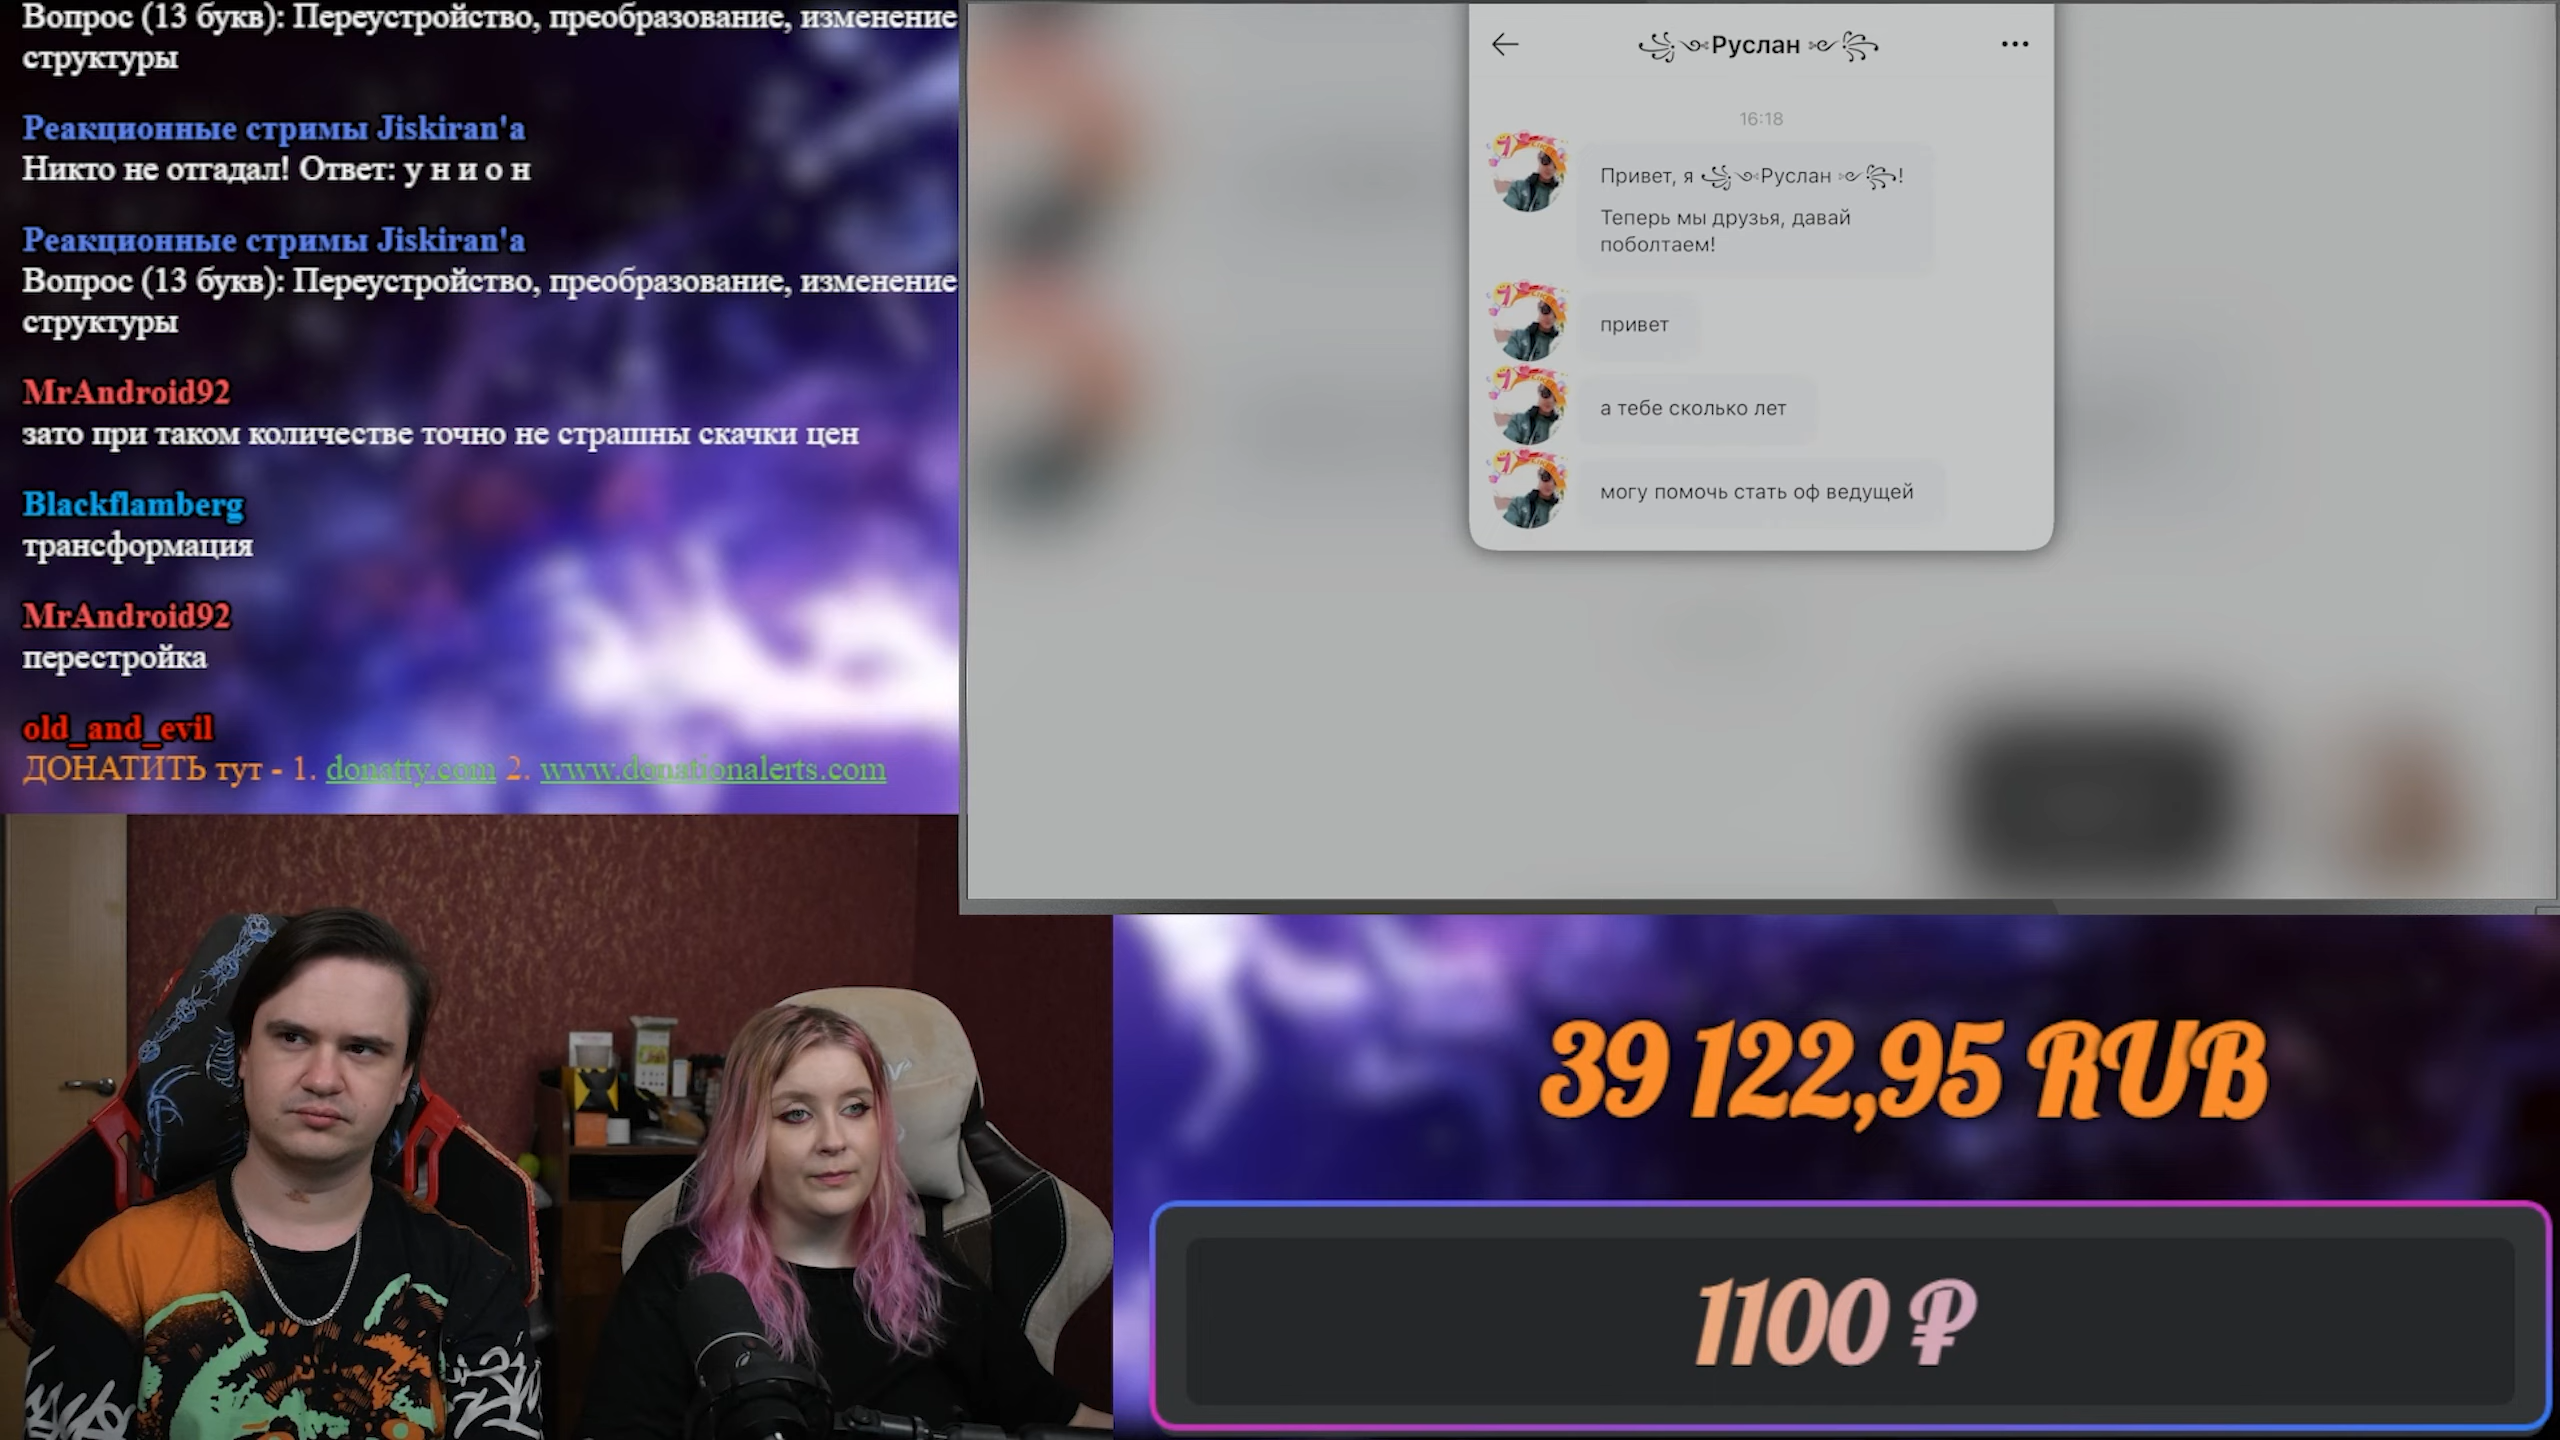 Вопрос (13 букв): Переустройство, преобразование, изменение
структуры
Реакционные стримы Jiskiran'a
Никто не отгадал! Ответ: у н и о н
Реакционные стримы Jiskiran'a
Вопрос (13 букв): Переустройство, преобразование, изменение
структуры
MrAndroid92
зато при таком количестве точно не страшны скачки цен
Blackflamberg
трансформация
MrAndroid92
перестройка
old_and_evil
ДОНАТИТЬ тут - 1. donatty.com 2. www.donationalerts.com
Руслан
16:18
Привет, я Руслан !
Теперь мы друзья, давай
поболтаем!
привет
а тебе сколько лет
могу помочь стать оф ведущей
39 122,95 RUB
1100 ₽